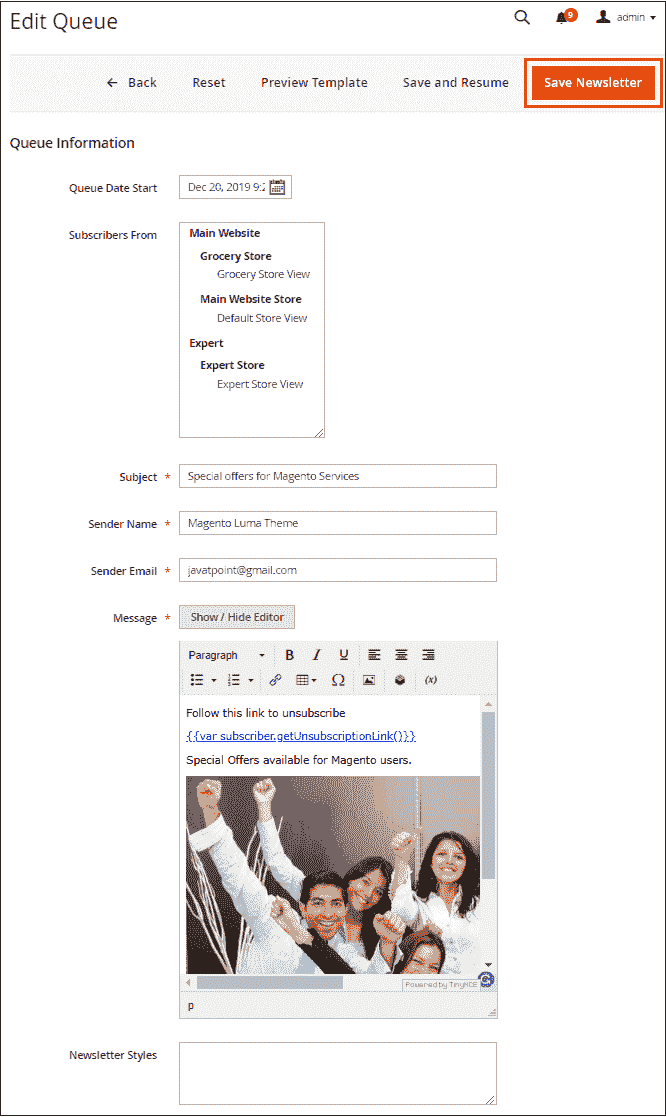 Edit Queue
9
admin
Back Reset Preview Template Save and Resume Save Newsletter
Queue Information
Queue Date Start Dec 20, 2019 9:2
Subscribers From
Main Website
Grocery Store
Grocery Store View
Main Website Store
Default Store View
Expert
Expert Store
Expert Store View
Subject * Special offers for Magento Services
Sender Name * Magento Luma Theme
Sender Email * javatpoint@gmail.com
Message * Show / Hide Editor
Paragraph B I U
Ω (x)
Follow this link to unsubscribe
{{var subscriber.getUnsubscriptionLink()}}
Special Offers available for Magento users.
Powered by TinyMCE
p
Newsletter Styles